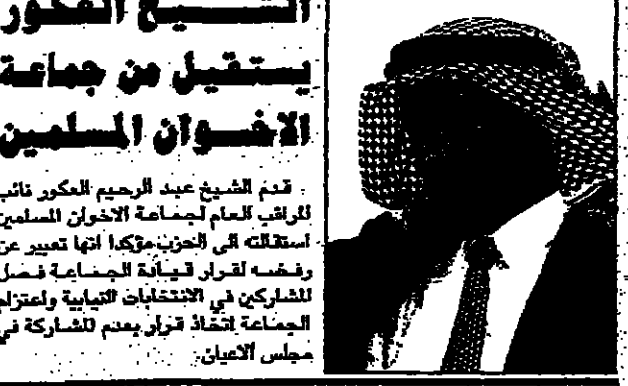 الشيخ العكور
يستقيل من جماعة
الاخوان المسلمين
قدم الشيخ عبد الرحيم العكور نائب
المراقب العام لجماعة الاخوان المسلمين
استقالته الى الحزب مؤكدا انها تعبير عن
رفضه لقرار قيادة الجماعة فصل
المشاركين في الانتخابات النيابية واعتزام
الجماعة اتخاذ قرار بعدم المشاركة في
مجلس الاعيان.